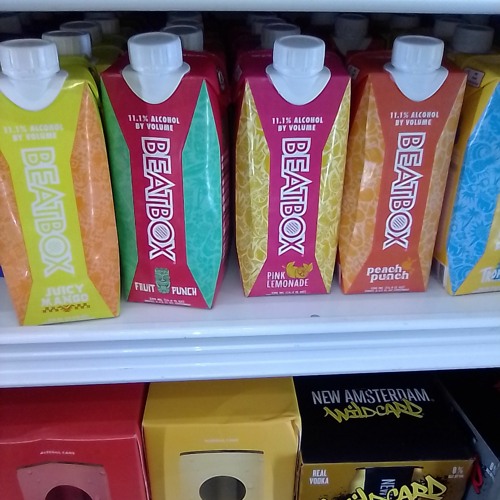 11.1% ALCOHOL
BY VOLUME
BEATBOX
JUICY
MANGO
11.1% ALCOHOL
BY VOLUME
BEATBOX
FRUIT PUNCH
11.1% ALCOHOL
BY VOLUME
BEATBOX
PINK
LEMONADE
11.1% ALCOHOL
BY VOLUME
BEATBOX
Peach
punch
NEW AMSTERDAM
WildCARD
REAL
VODKA
NEW